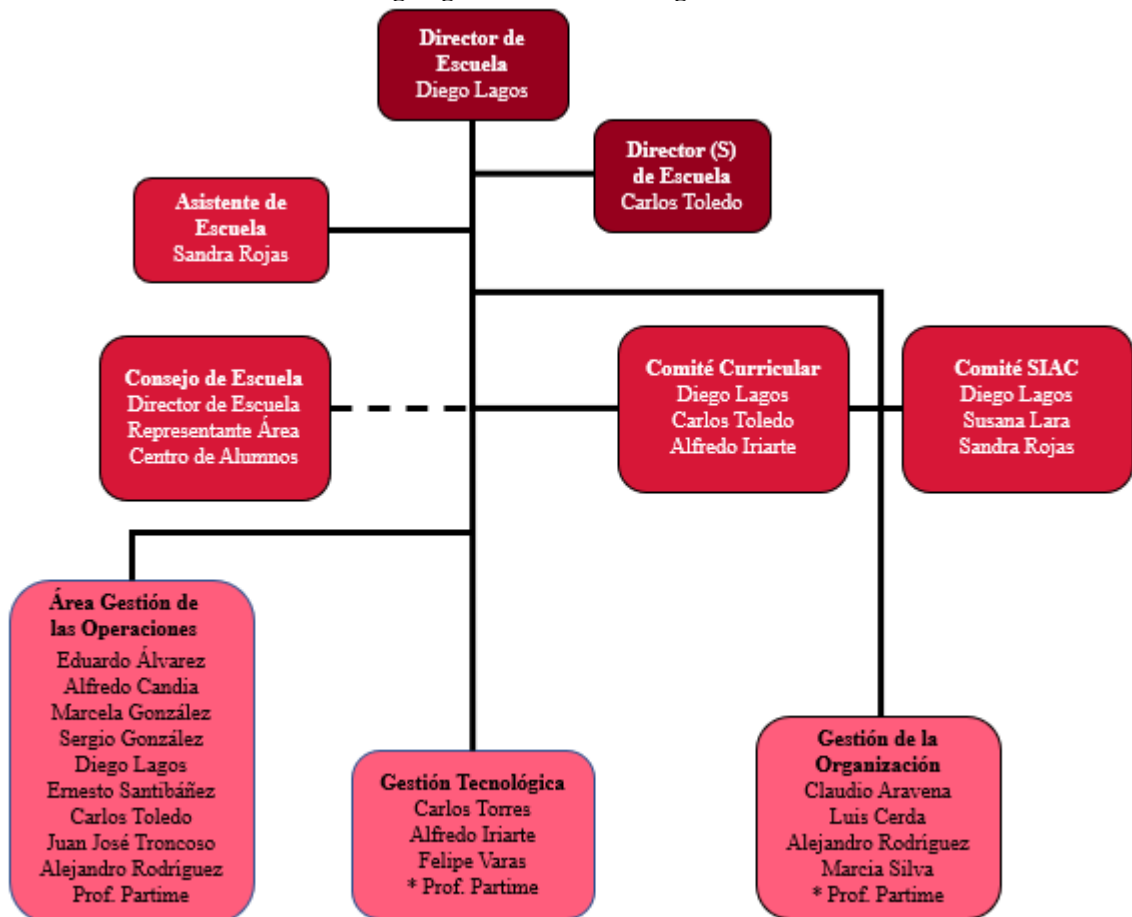 Director de
Escuela
Diego Lagos
Director (S)
de Escuela
Carlos Toledo
Asistente de
Escuela
Sandra Rojas
Consejo de Escuela
Director de Escuela
Representante Área
Centro de Alumnos
Comité Curricular
Diego Lagos
Carlos Toledo
Alfredo Iriarte
Comité SIAC
Diego Lagos
Susana Lara
Sandra Rojas
Área Gestión de
las Operaciones
Eduardo Álvarez
Alfredo Candia
Marcela González
Sergio González
Diego Lagos
Ernesto Santibáñez
Carlos Toledo
Juan José Troncoso
Alejandro Rodríguez
Prof. Partime
Gestión Tecnológica
Carlos Torres
Alfredo Iriarte
Felipe Varas
* Prof. Partime
Gestión de la
Organización
Claudio Aravena
Luis Cerda
Alejandro Rodríguez
Marcia Silva
* Prof. Partime